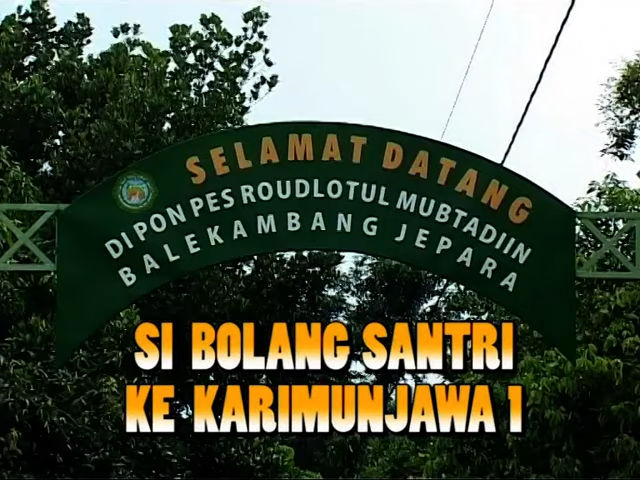 SELAMAT DATANG
DI PON PES ROUDLOTUL MUBTADIIN
BALEKAMBANG JEPARA
SI BOLANG SANTRI
KE KARIMUNJAWA 1